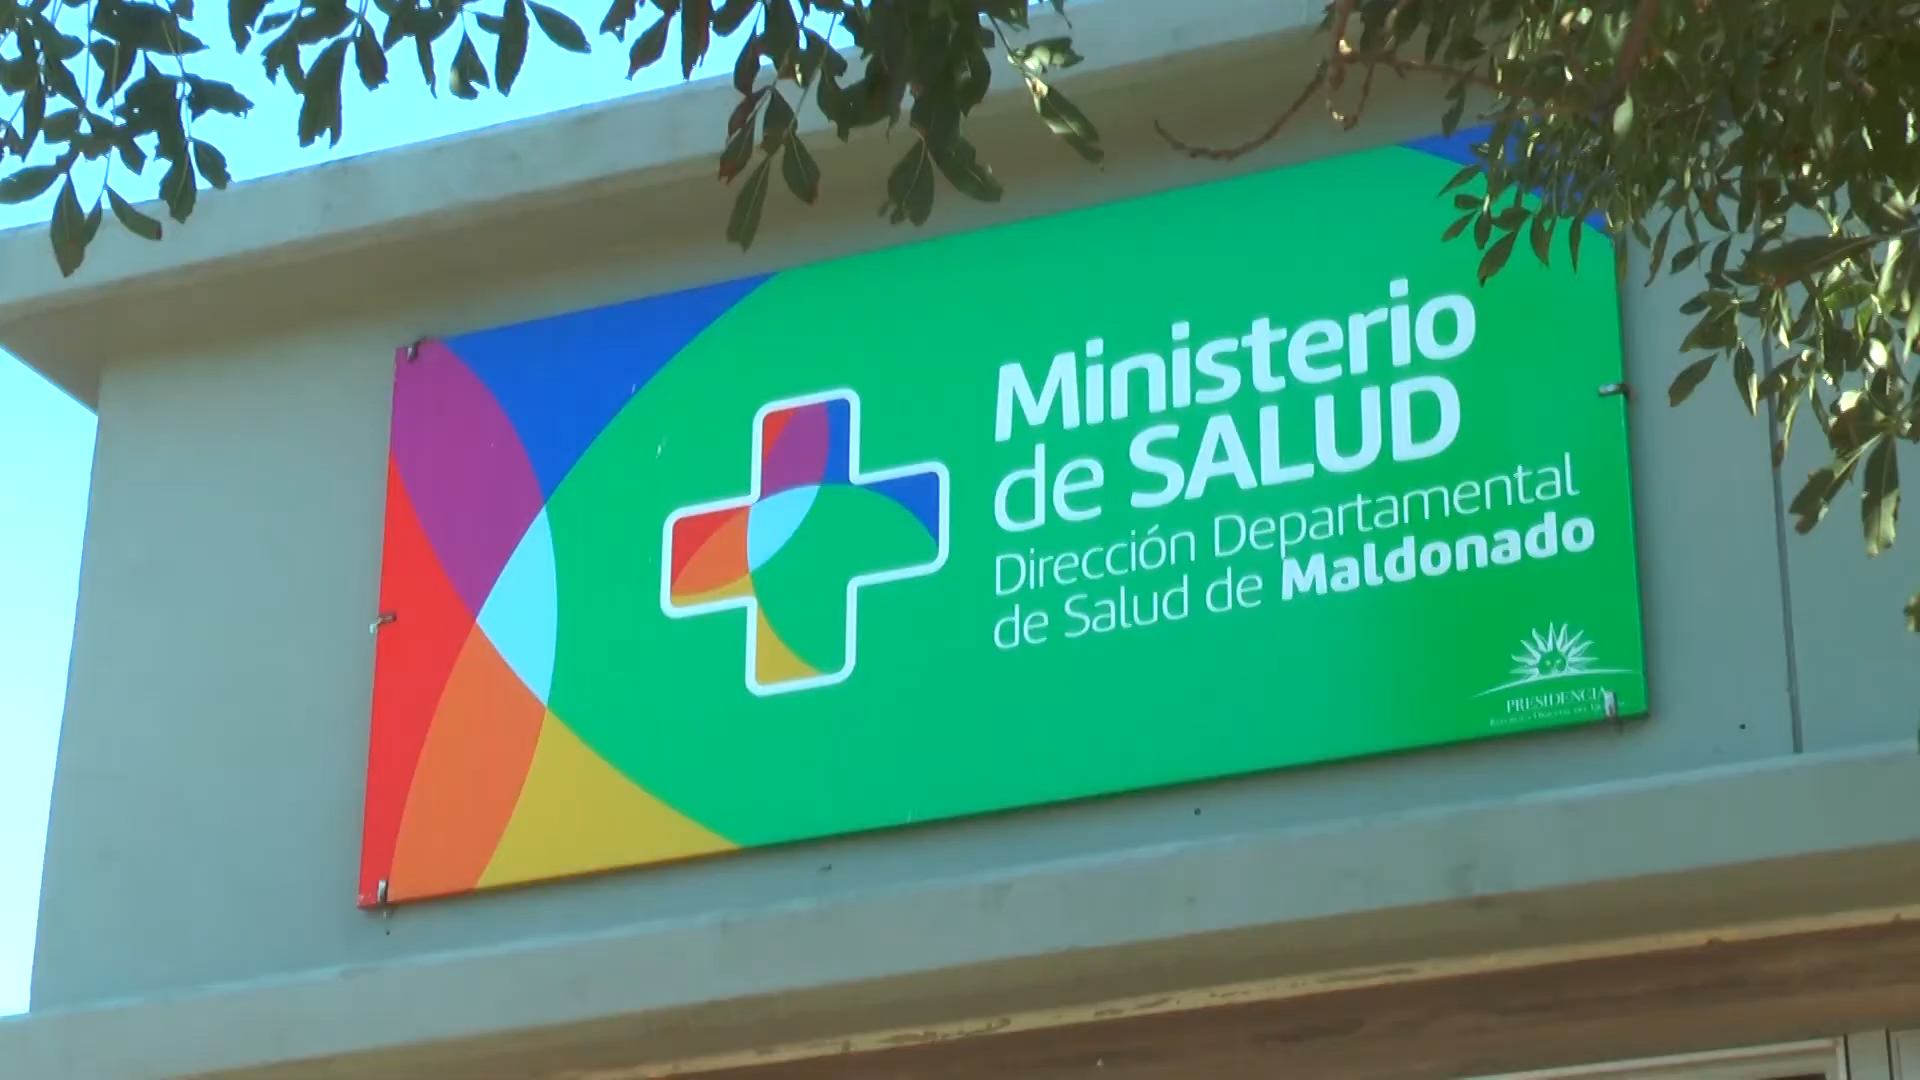 Ministerio
de SALUD
Dirección Departamental
de Salud de Maldonado
PRESIDENCIA